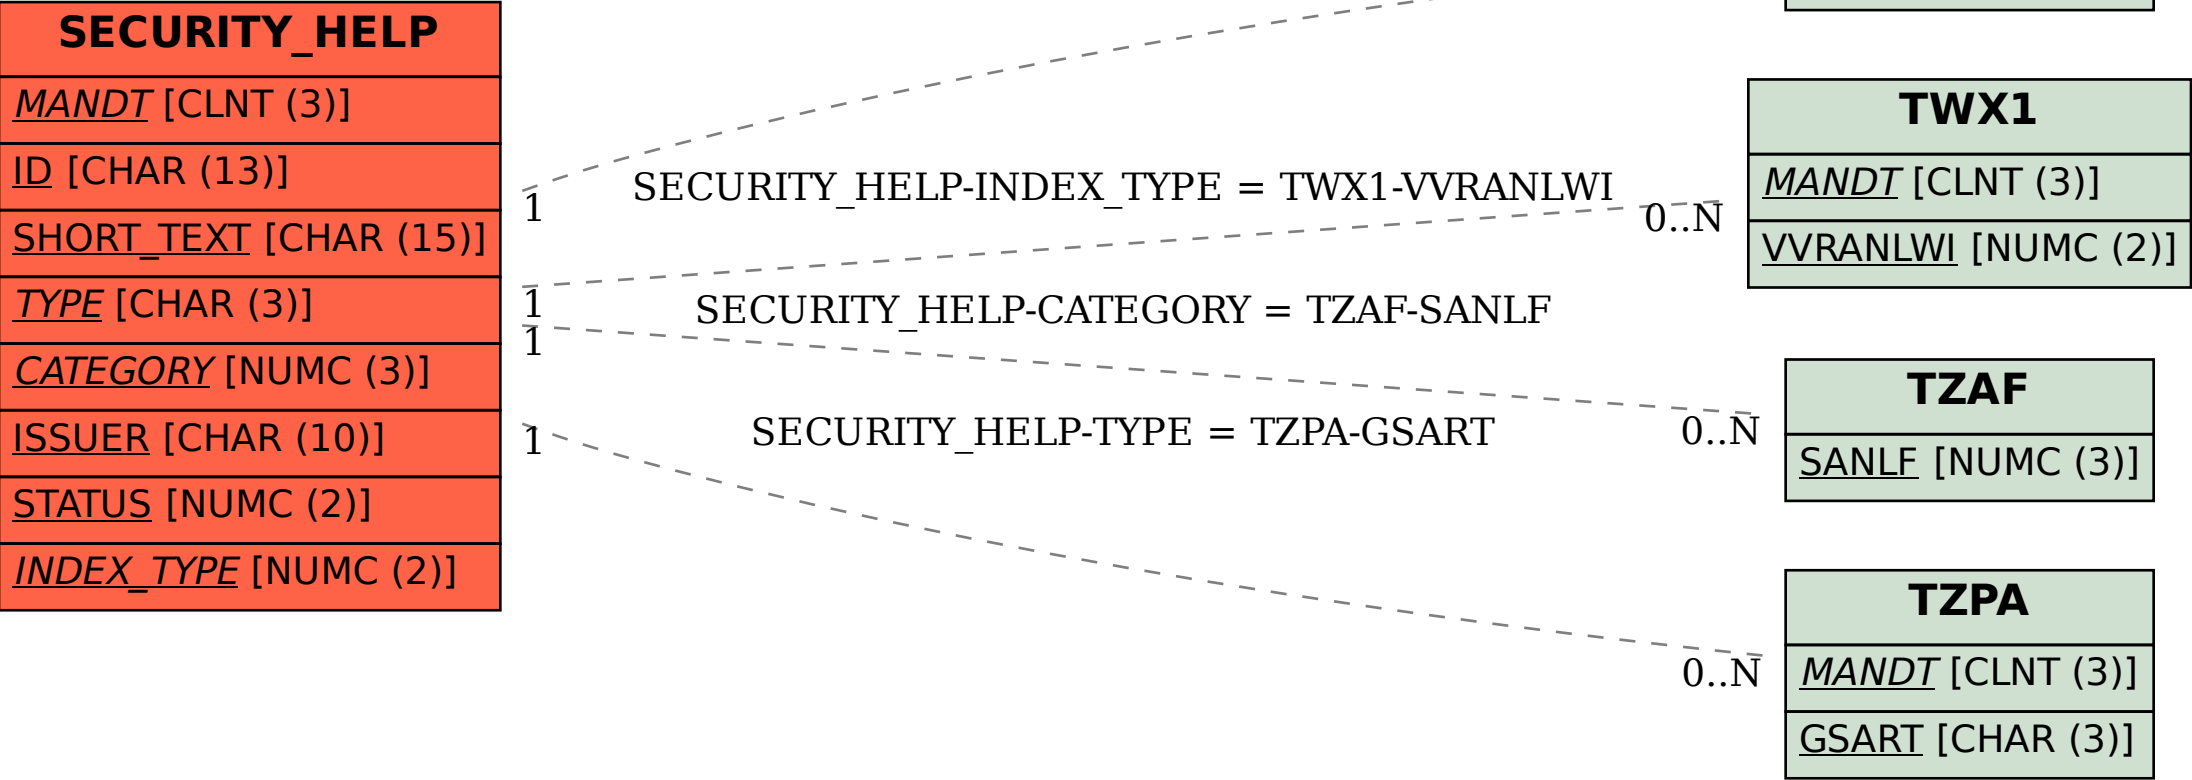 SECURITY_HELP
MANDT [CLNT (3)]
ID [CHAR (13)]
SHORT_TEXT [CHAR (15)]
TYPE [CHAR (3)]
CATEGORY [NUMC (3)]
ISSUER [CHAR (10)]
STATUS [NUMC (2)]
INDEX_TYPE [NUMC (2)]
1
SECURITY_HELP-INDEX_TYPE = TWX1-VVRANLWI
0..N
1
SECURITY_HELP-CATEGORY = TZAF-SANLF
1
0..N
SECURITY_HELP-TYPE = TZPA-GSART
1
0..N
TWX1
MANDT [CLNT (3)]
VVRANLWI [NUMC (2)]
TZAF
SANLF [NUMC (3)]
TZPA
MANDT [CLNT (3)]
GSART [CHAR (3)]